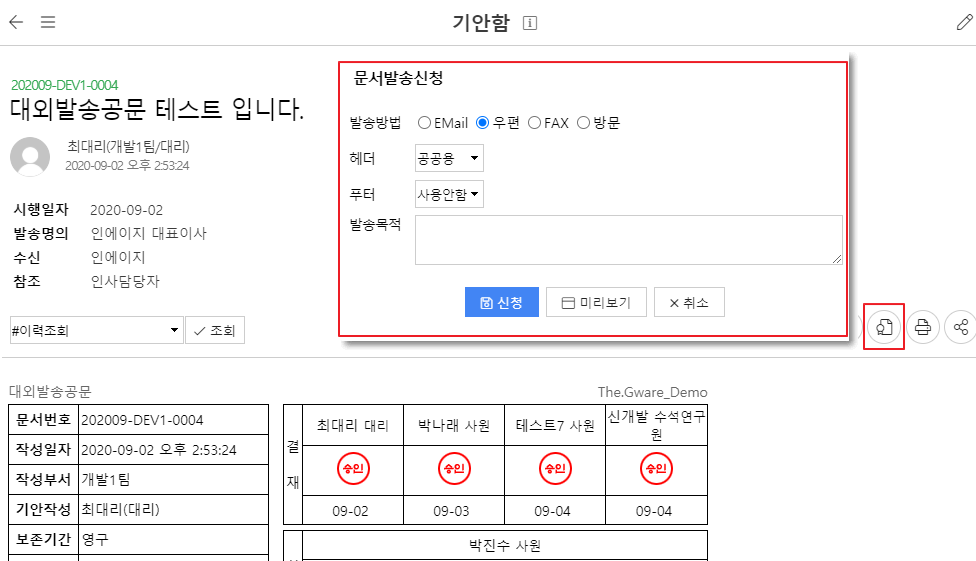 기안함
202009-DEV1-0004
대외발송공문 테스트 입니다.
최대리(개발1팀/대리)
2020-09-02 오후 2:53:24
시행일자 2020-09-02
발송명의 인에이지 대표이사
수신 인에이지
참조 인사담당자
#이력조회 조회
문서발송신청
발송방법 EMail 우편 FAX 방문
헤더 공공용
푸터 사용안함
발송목적
신청 미리보기 취소
대외발송공문 The.Gware_Demo
문서번호 202009-DEV1-0004
작성일자 2020-09-02 오후 2:53:24
작성부서 개발1팀
기안작성 최대리(대리)
보존기간 영구
결재
최대리 대리 박나래 사원 테스트7 사원 신개발 수석연구원
승인 승인 승인 승인
09-02 09-03 09-04 09-04
박진수 사원